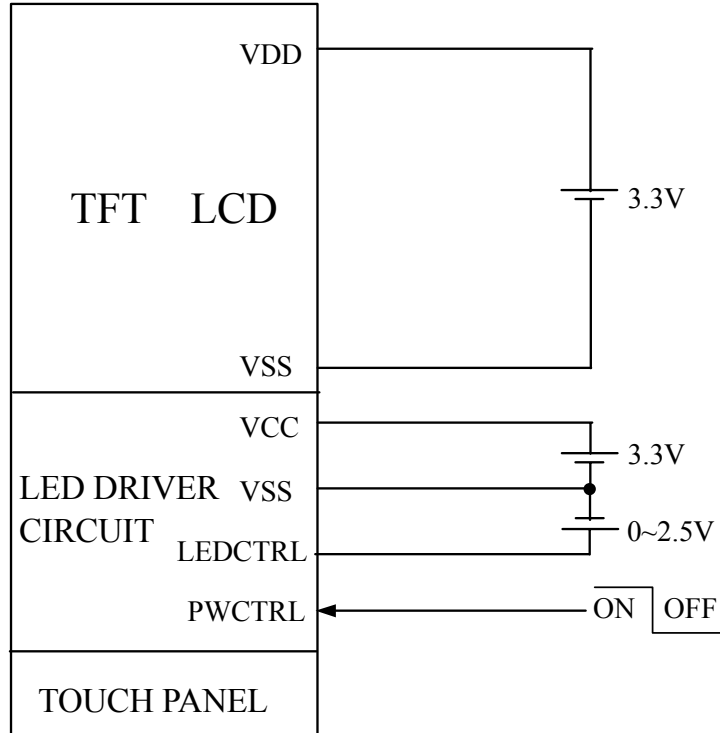 VDD
TFT LCD
3.3V
VSS
VCC
3.3V
LED DRIVER VSS
CIRCUIT
0~2.5V
LEDCTRL
PWCTRL
ON OFF
TOUCH PANEL